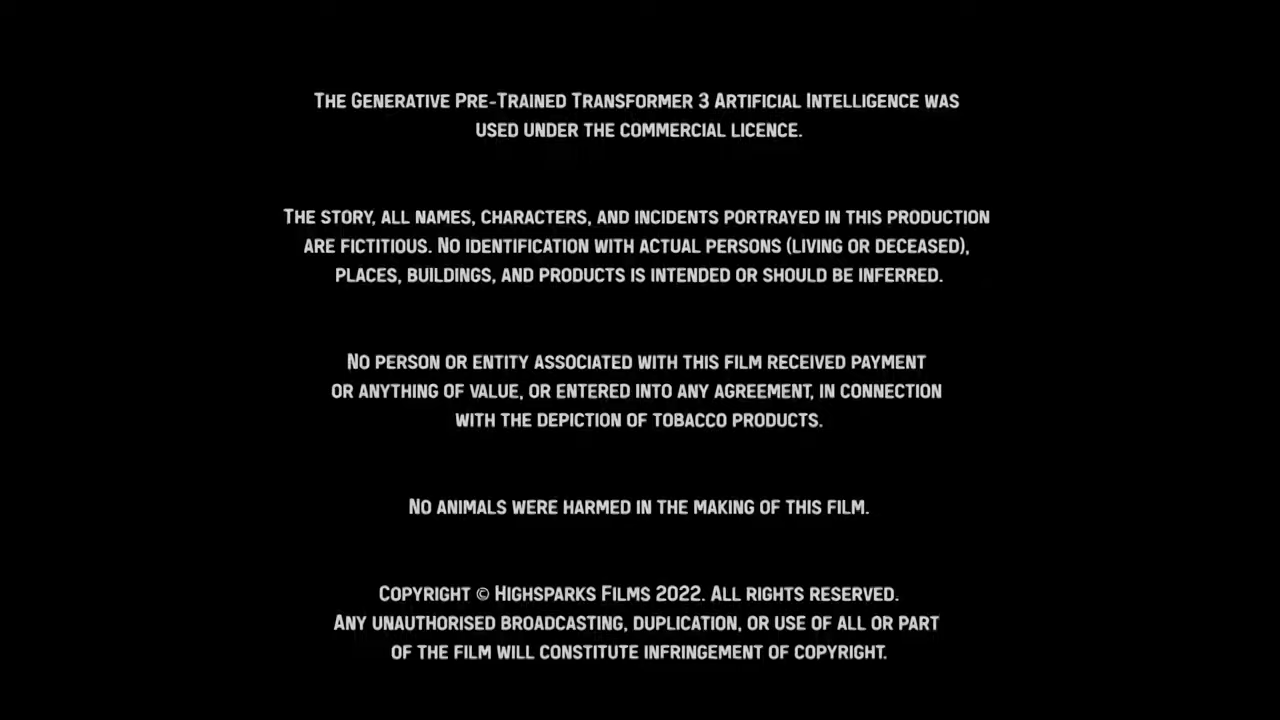 The Generative Pre-Trained Transformer 3 Artificial Intelligence was
used under the commercial licence.
The story, all names, characters, and incidents portrayed in this production
are fictitious. No identification with actual persons (living or deceased),
places, buildings, and products is intended or should be inferred.
No person or entity associated with this film received payment
or anything of value, or entered into any agreement, in connection
with the depiction of tobacco products.
No animals were harmed in the making of this film.
Copyright © Highsparks Films 2022. All rights reserved.
Any unauthorised broadcasting, duplication, or use of all or part
of the film will constitute infringement of copyright.